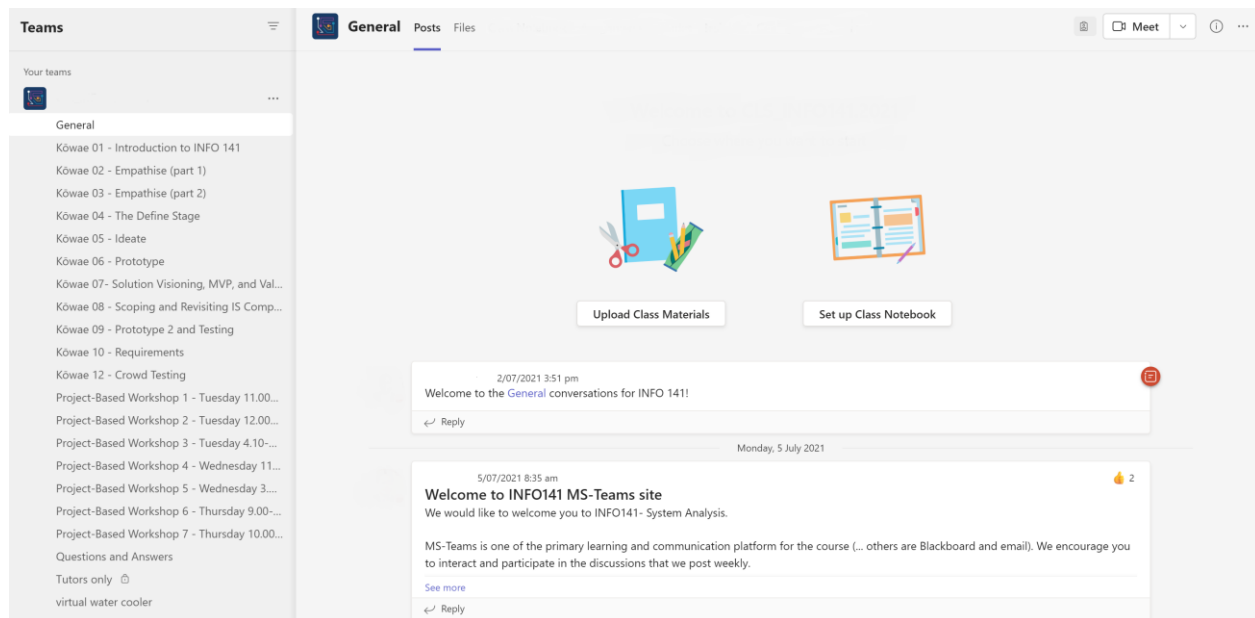 Teams
Your teams
General
Kōwae 01 - Introduction to INFO 141
Kōwae 02 - Empathise (part 1)
Kōwae 03 - Empathise (part 2)
Kōwae 04 - The Define Stage
Kōwae 05 - Ideate
Kōwae 06 - Prototype
Kōwae 07- Solution Visioning, MVP, and Val...
Kōwae 08 - Scoping and Revisiting IS Comp...
Kōwae 09 - Prototype 2 and Testing
Kōwae 10 - Requirements
Kōwae 12 - Crowd Testing
Project-Based Workshop 1 - Tuesday 11.00...
Project-Based Workshop 2 - Tuesday 12.00...
Project-Based Workshop 3 - Tuesday 4.10-...
Project-Based Workshop 4 - Wednesday 11...
Project-Based Workshop 5 - Wednesday 3....
Project-Based Workshop 6 - Thursday 9.00-...
Project-Based Workshop 7 - Thursday 10.00...
Questions and Answers
Tutors only
virtual water cooler
General Posts Files
Meet
Upload Class Materials
Set up Class Notebook
2/07/2021 3:51 pm
Welcome to the General conversations for INFO 141!
Reply
Monday, 5 July 2021
5/07/2021 8:35 am
2
Welcome to INFO141 MS-Teams site
We would like to welcome you to INFO141- System Analysis.
MS-Teams is one of the primary learning and communication platform for the course (... others are Blackboard and email). We encourage you
to interact and participate in the discussions that we post weekly.
See more
Reply